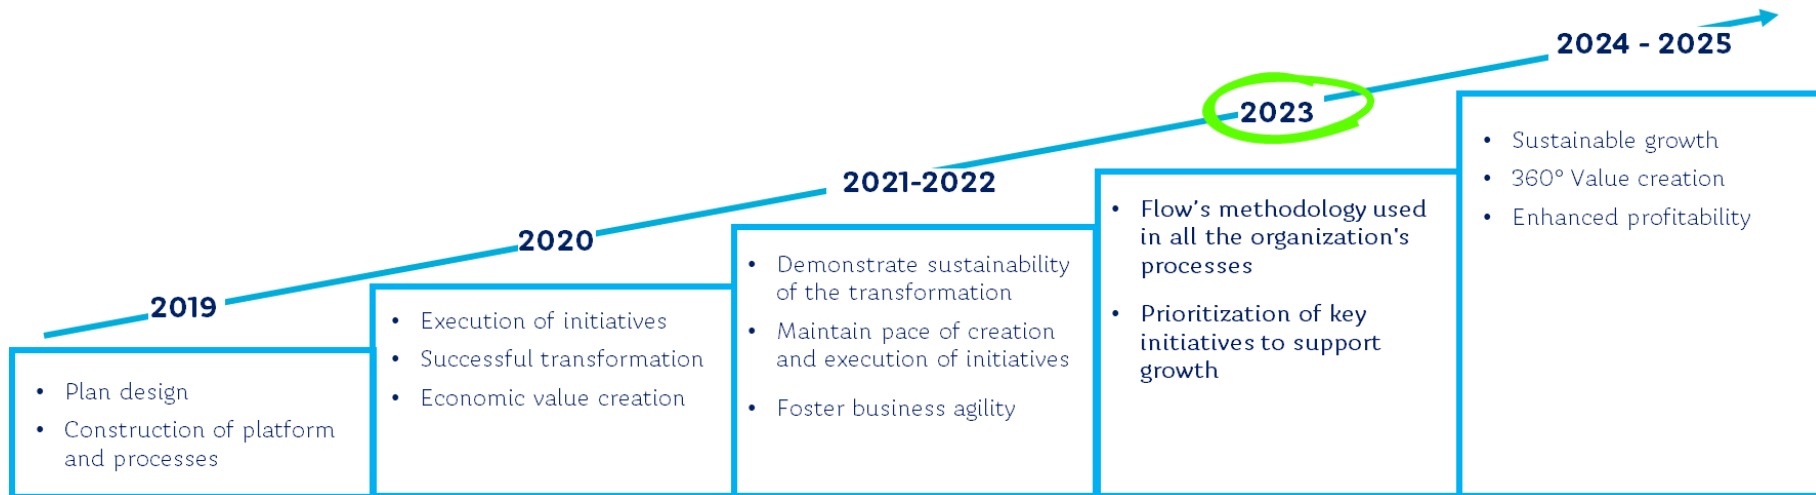 2019
• Plan design
• Construction of platform
and processes
2020
• Execution of initiatives
• Successful transformation
• Economic value creation
2021-2022
• Demonstrate sustainability
of the transformation
• Maintain pace of creation
and execution of initiatives
• Foster business agility
2023
• Flow's methodology used
in all the organization's
processes
• Prioritization of key
initiatives to support
growth
2024 - 2025
• Sustainable growth
• 360° Value creation
• Enhanced profitability